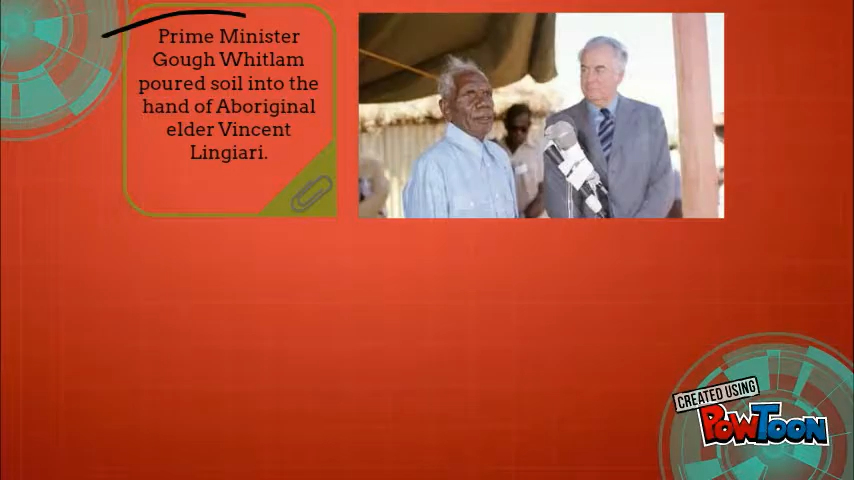 Prime Minister
Gough Whitlam
poured soil into the
hand of Aboriginal
elder Vincent
Lingiari.
CREATED USING
POWTOON